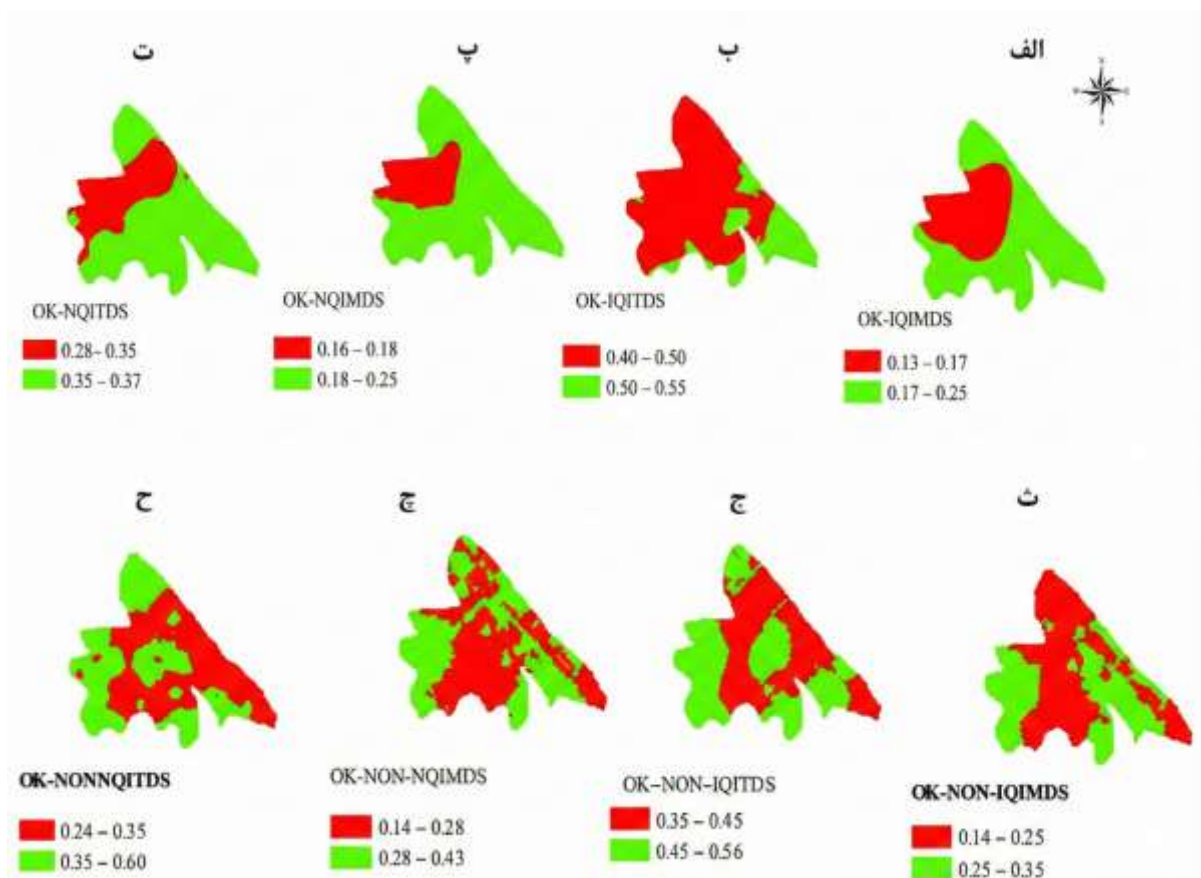 الف
ب
پ
ت
OK-IQIMDS
0.13 – 0.17
0.17 – 0.25
OK-IQITDS
0.40 – 0.50
0.50 – 0.55
OK-NQIMDS
0.16 – 0.18
0.18 – 0.25
OK-NQITDS
0.28– 0.35
0.35 – 0.37
ث
ج
چ
ح
OK-NON-IQIMDS
0.14 – 0.25
0.25 – 0.35
OK–NON–IQITDS
0.35 – 0.45
0.45 – 0.56
OK-NON-NQIMDS
0.14 – 0.28
0.28 – 0.43
OK-NONNQITDS
0.24 – 0.35
0.35 – 0.60